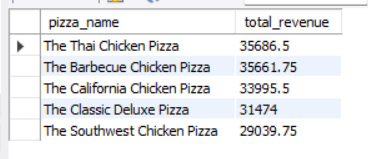 pizza_name total_revenue
The Thai Chicken Pizza 35686.5
The Barbecue Chicken Pizza 35661.75
The California Chicken Pizza 33995.5
The Classic Deluxe Pizza 31474
The Southwest Chicken Pizza 29039.75